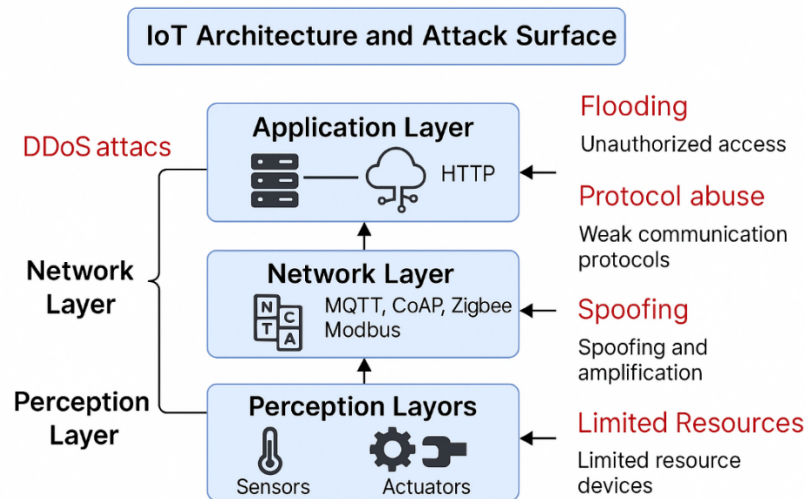 IoT Architecture and Attack Surface
DDoS attacs
Network
Layer
Perception
Layer
Application Layer
HTTP
Network Layer
N
C
T
A
MQTT, CoAP, Zigbee
Modbus
Perception Layors
Sensors
Actuators
Flooding
Unauthorized access
Protocol abuse
Weak communication
protocols
Spoofing
Spoofing and
amplification
Limited Resources
Limited resource
devices